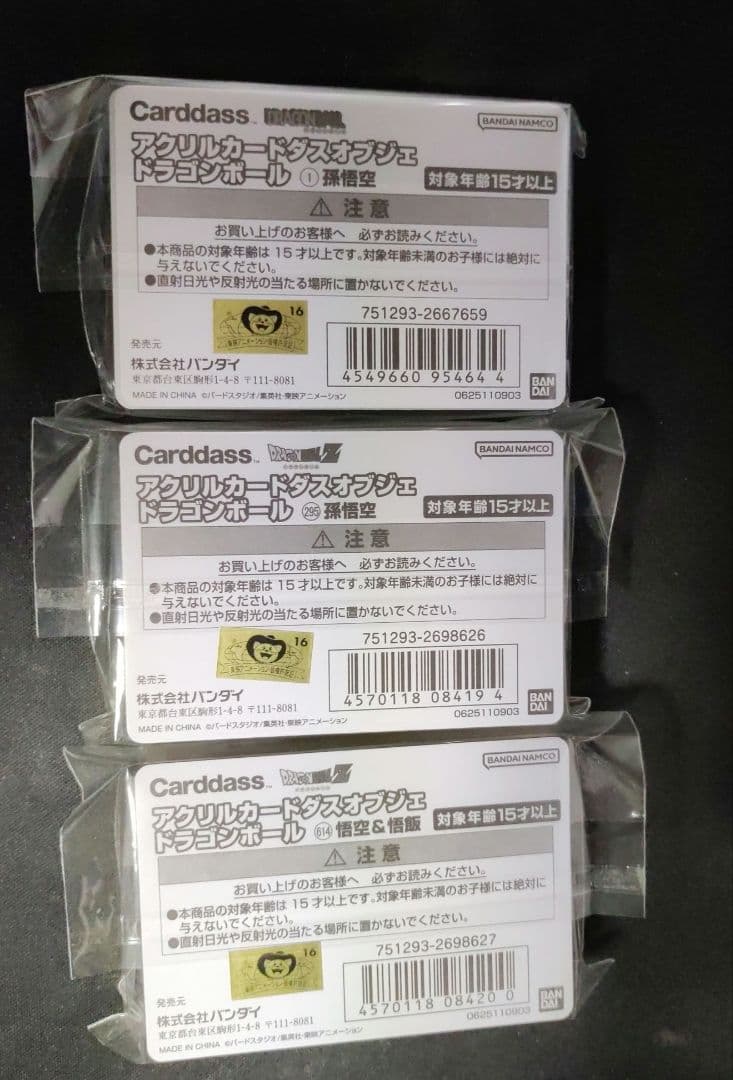 Carddass™ DRAGON BALL
BANDAI NAMCO
アクリルカードダスオブジェ
ドラゴンボール ①孫悟空
対象年齢15才以上
⚠ 注意
お買い上げのお客様へ 必ずお読みください。
●本商品の対象年齢は15才以上です。対象年齢未満のお子様には絶対に
与えないでください。
●直射日光や反射光の当たる場所に置かないでください。
16
751293-2667659
発売元
株式会社バンダイ
東京都台東区駒形1-4-8 〒111-8081
MADE IN CHINA ©バードスタジオ/集英社・東映アニメーション
4549660 95464 4
0625110903
BAN
DAI
Carddass™ DRAGON BALL Z
BANDAI NAMCO
アクリルカードダスオブジェ
ドラゴンボール 295 孫悟空
対象年齢15才以上
⚠ 注意
お買い上げのお客様へ 必ずお読みください。
●本商品の対象年齢は15才以上です。対象年齢未満のお子様には絶対に
与えないでください。
●直射日光や反射光の当たる場所に置かないでください。
16
751293-2698626
発売元
株式会社バンダイ
東京都台東区駒形1-4-8 〒111-8081
MADE IN CHINA ©バードスタジオ/集英社・東映アニメーション
4570118 08419 4
0625110903
BAN
DAI
Carddass™ DRAGON BALL Z
BANDAI NAMCO
アクリルカードダスオブジェ
ドラゴンボール 614 悟空&悟飯
対象年齢15才以上
⚠ 注意
お買い上げのお客様へ 必ずお読みください。
●本商品の対象年齢は15才以上です。対象年齢未満のお子様には絶対に
与えないでください。
●直射日光や反射光の当たる場所に置かないでください。
16
751293-2698627
発売元
株式会社バンダイ
東京都台東区駒形1-4-8 〒111-8081
MADE IN CHINA ©バードスタジオ/集英社・東映アニメーション
4570118 08420 0
0625110903
BAN
DAI